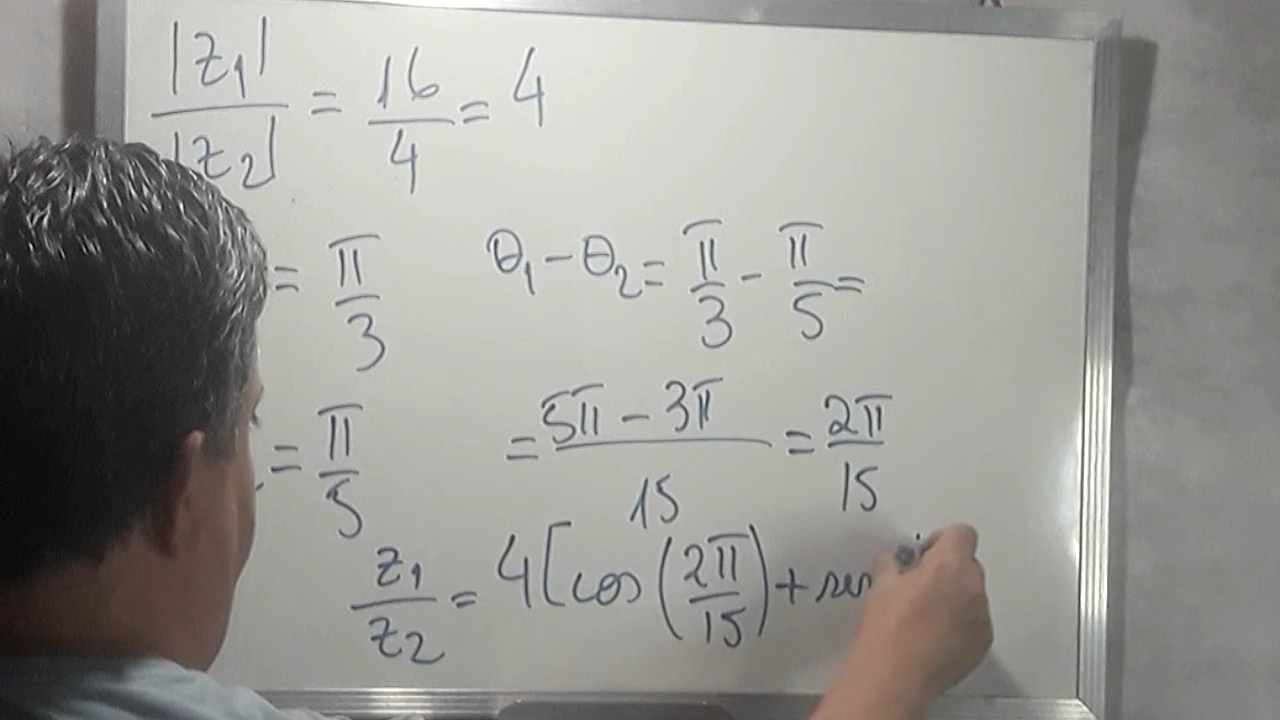 |z₁| / |z₂| = 16/4 = 4
= π/3
θ₁ - θ₂ = π/3 - π/5 =
= π/5
= (5π - 3π)/15 = 2π/15
z₁/z₂ = 4[cos(2π/15) + sen